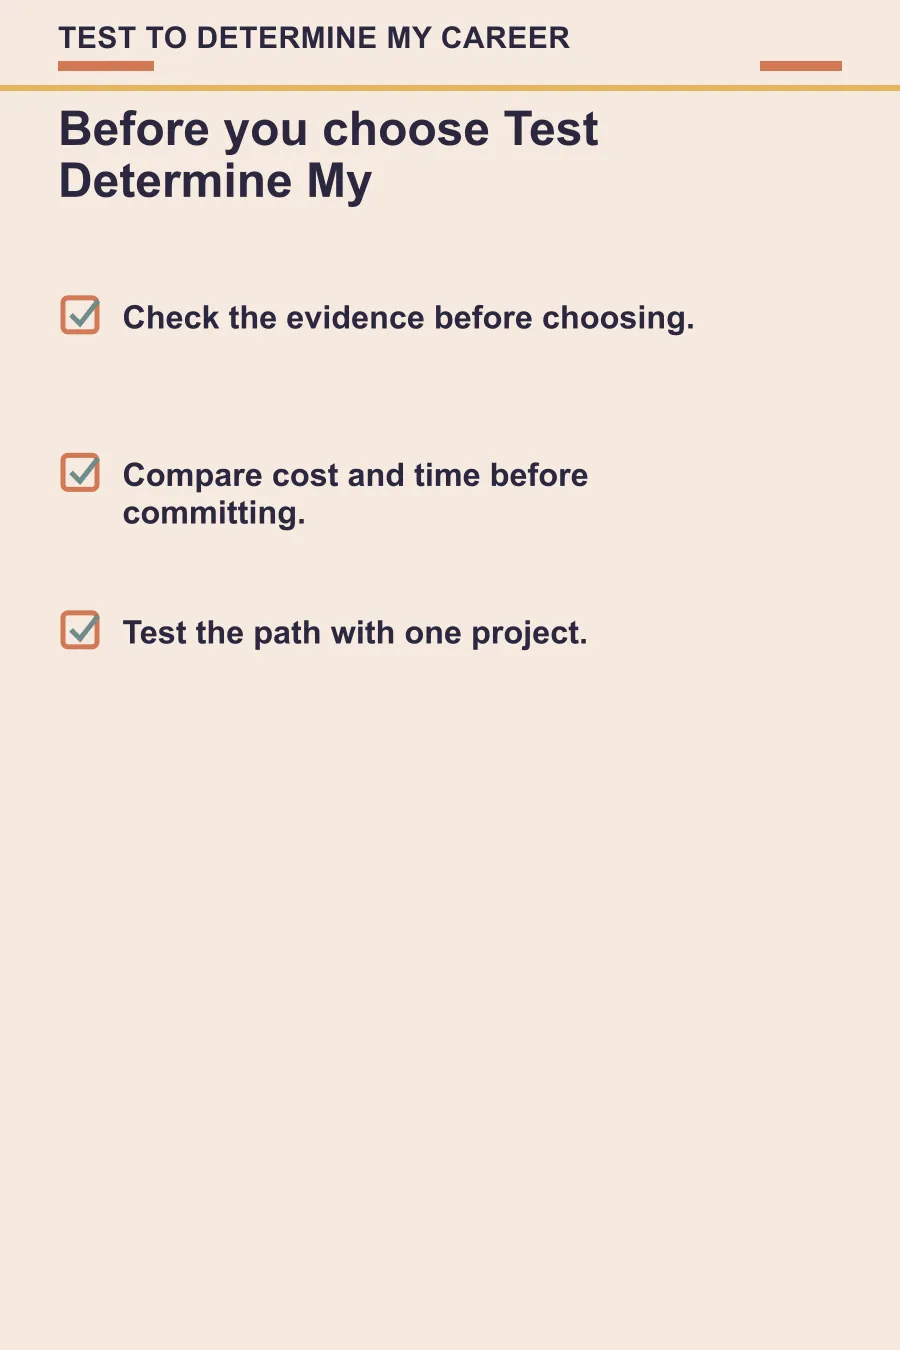 TEST TO DETERMINE MY CAREER
Before you choose Test
Determine My
Check the evidence before choosing.
Compare cost and time before
committing.
Test the path with one project.